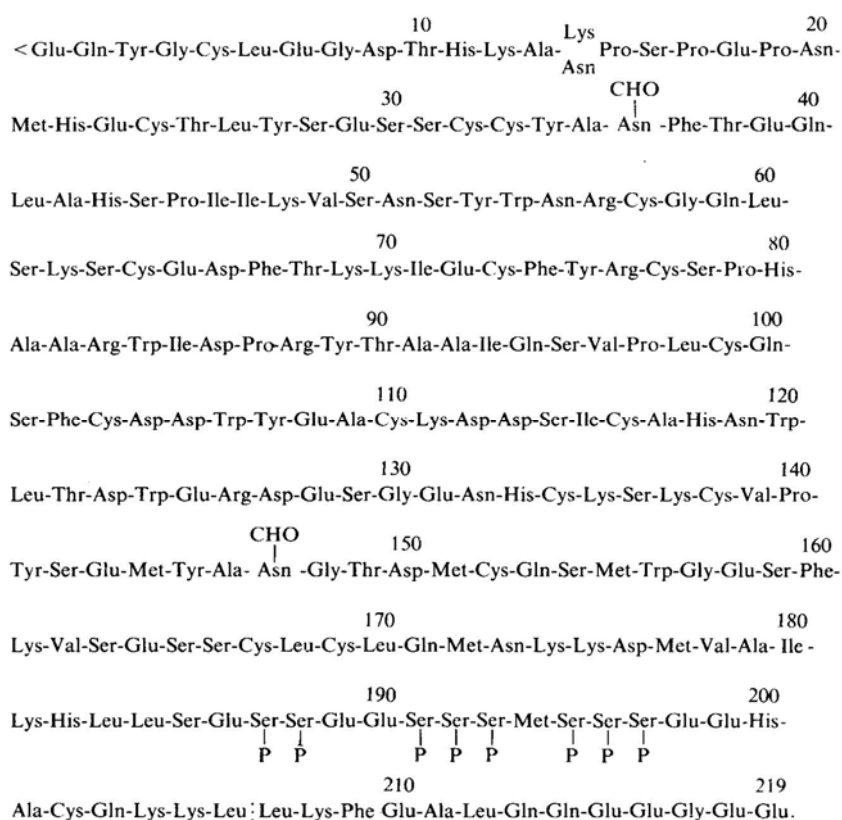 10 20
<Glu-Gln-Tyr-Gly-Cys-Leu-Glu-Gly-Asp-Thr-His-Lys-Ala-Lys Pro-Ser-Pro-Glu-Pro-Asn-
Asn
CHO
30 40
Met-His-Glu-Cys-Thr-Leu-Tyr-Ser-Glu-Ser-Ser-Cys-Cys-Tyr-Ala- Asn -Phe-Thr-Glu-Gln-
50 60
Leu-Ala-His-Ser-Pro-Ile-Ile-Lys-Val-Ser-Asn-Ser-Tyr-Trp-Asn-Arg-Cys-Gly-Gln-Leu-
70 80
Ser-Lys-Ser-Cys-Glu-Asp-Phe-Thr-Lys-Lys-Ile-Glu-Cys-Phe-Tyr-Arg-Cys-Ser-Pro-His-
90 100
Ala-Ala-Arg-Trp-Ile-Asp-Pro-Arg-Tyr-Thr-Ala-Ala-Ile-Gln-Ser-Val-Pro-Leu-Cys-Gln-
110 120
Ser-Phe-Cys-Asp-Asp-Trp-Tyr-Glu-Ala-Cys-Lys-Asp-Asp-Ser-Ile-Cys-Ala-His-Asn-Trp-
130 140
Leu-Thr-Asp-Trp-Glu-Arg-Asp-Glu-Ser-Gly-Glu-Asn-His-Cys-Lys-Ser-Lys-Cys-Val-Pro-
CHO 150 160
Tyr-Ser-Glu-Met-Tyr-Ala- Asn -Gly-Thr-Asp-Met-Cys-Gln-Ser-Met-Trp-Gly-Glu-Ser-Phe-
170 180
Lys-Val-Ser-Glu-Ser-Ser-Cys-Leu-Cys-Leu-Gln-Met-Asn-Lys-Lys-Asp-Met-Val-Ala- Ile -
190 200
Lys-His-Leu-Leu-Ser-Glu-Ser-Ser-Glu-Glu-Ser-Ser-Ser-Met-Ser-Ser-Ser-Glu-Glu-His-
P P P P P P P P
210 219
Ala-Cys-Gln-Lys-Lys-Leu Leu-Lys-Phe Glu-Ala-Leu-Gln-Gln-Glu-Glu-Gly-Glu-Glu.